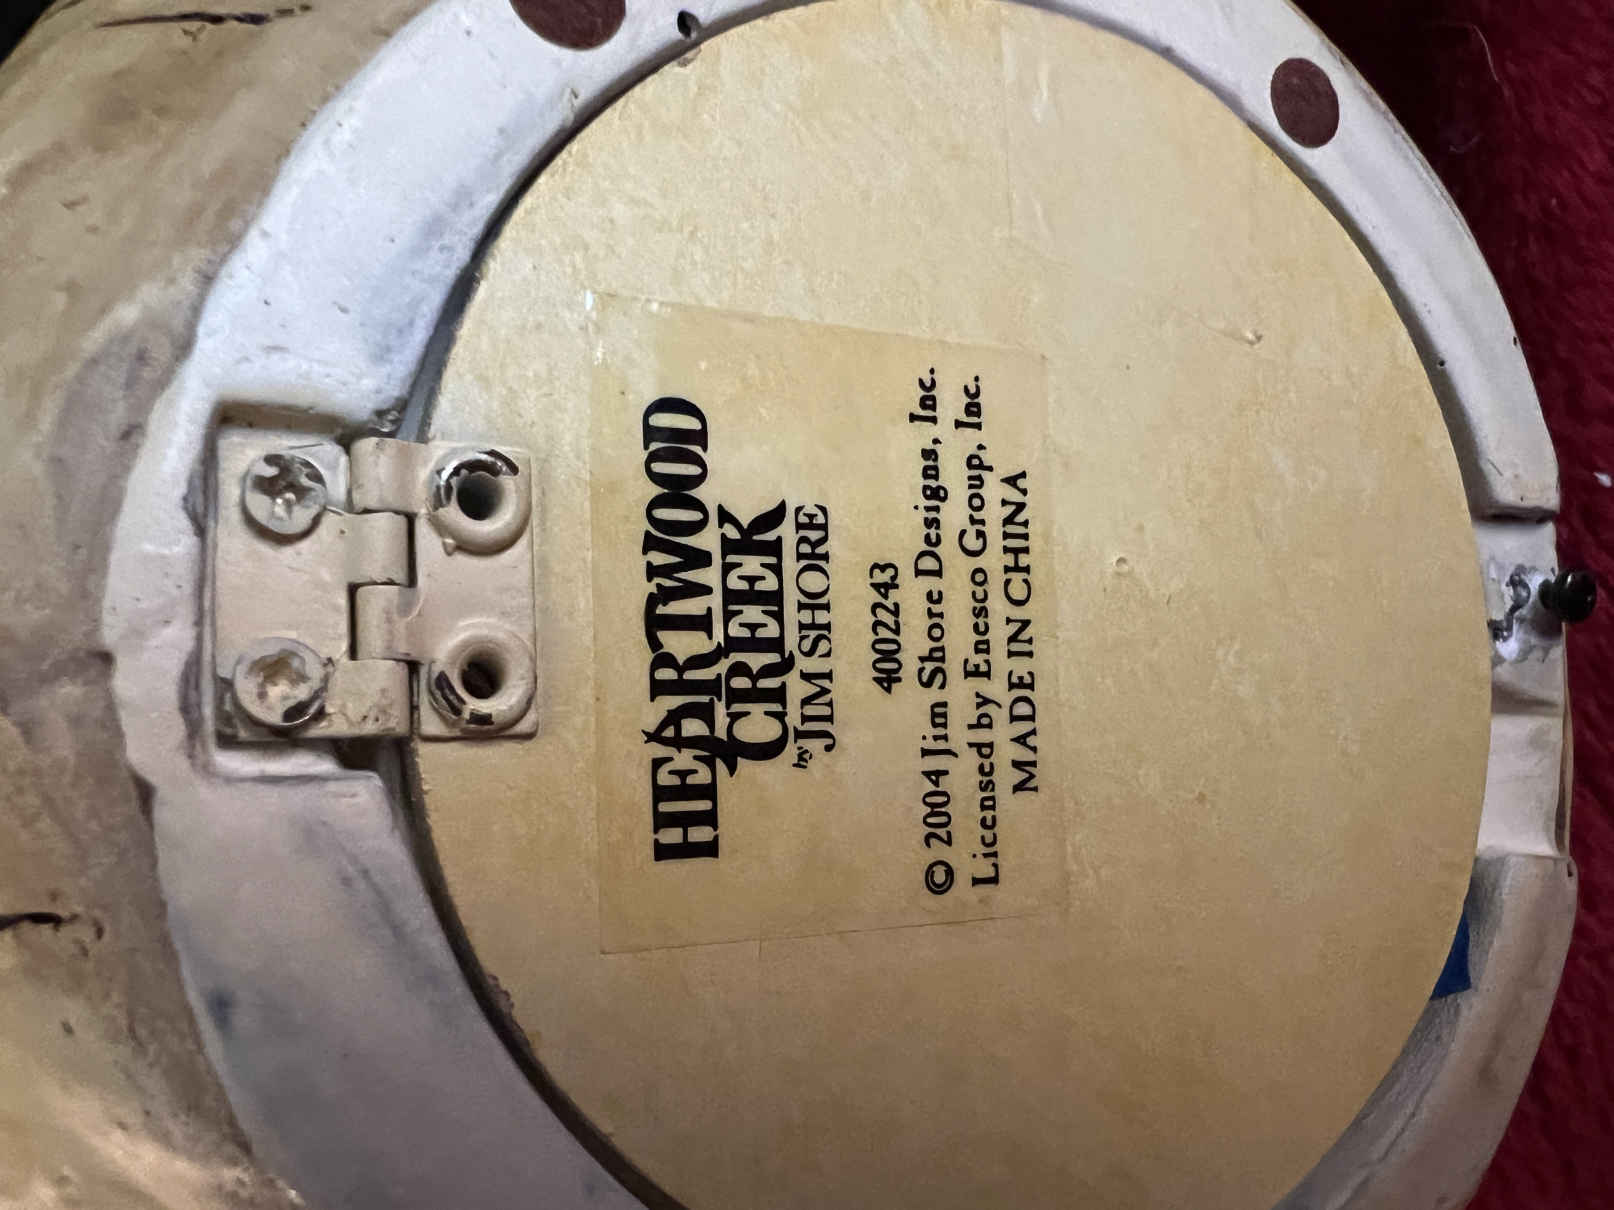 HEARTWOOD
CREEK
by JIM SHORE
4002243
© 2004 Jim Shore Designs, Inc.
Licensed by Enesco Group, Inc.
MADE IN CHINA